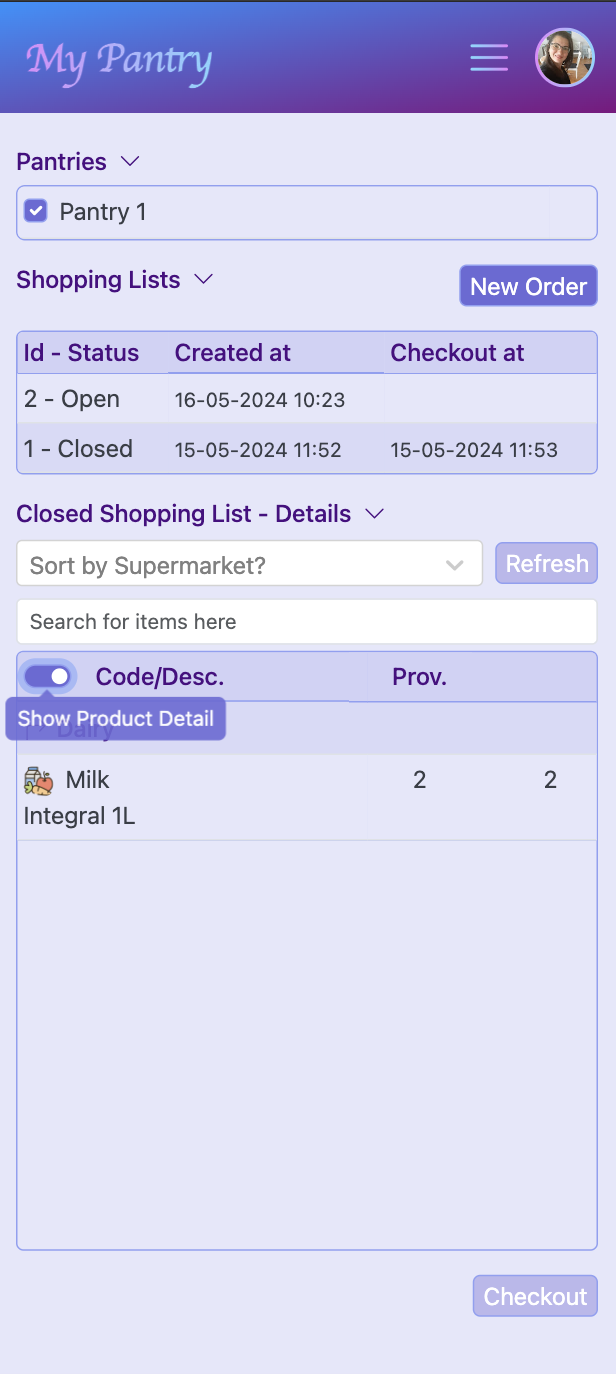 My Pantry
Pantries
Pantry 1
Shopping Lists
New Order
Id - Status Created at Checkout at
2 - Open 16-05-2024 10:23
1 - Closed 15-05-2024 11:52 15-05-2024 11:53
Closed Shopping List - Details
Sort by Supermarket? Refresh
Search for items here
Code/Desc. Prov.
Show Product Detail
Dairy
Milk 2 2
Integral 1L
Checkout